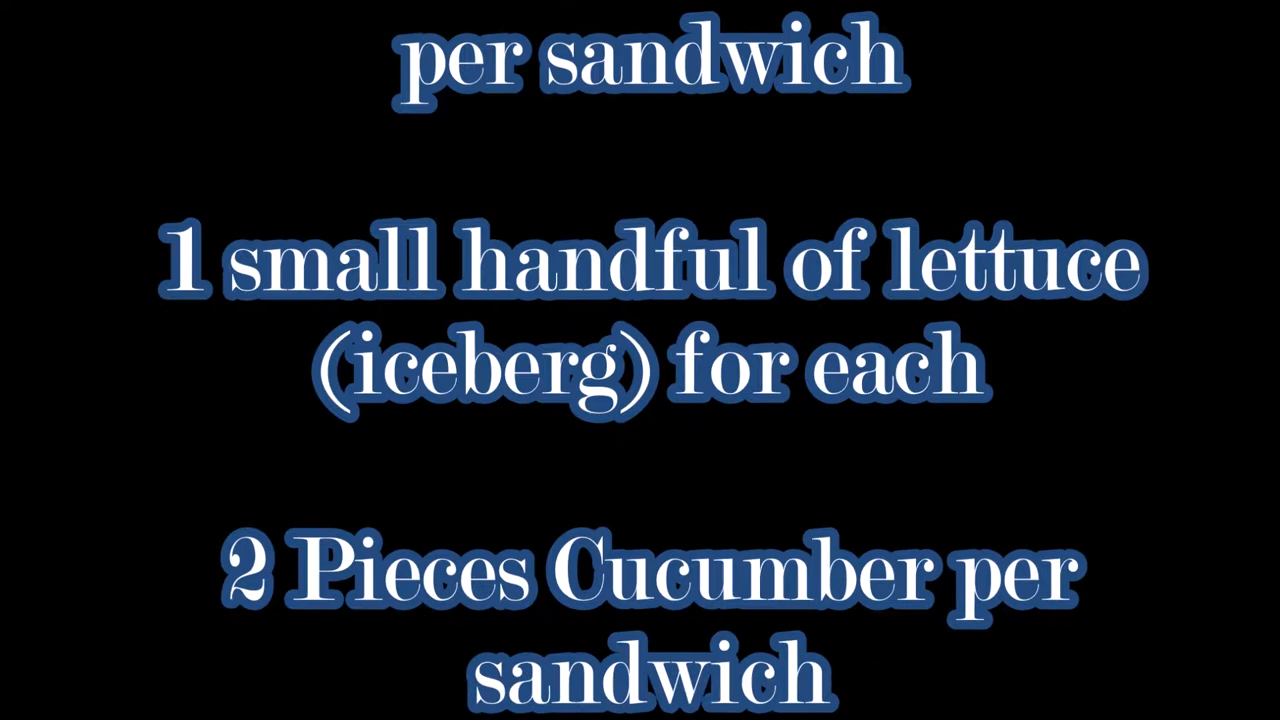 per sandwich
1 small handful of lettuce
(iceberg) for each
2 Pieces Cucumber per
sandwich